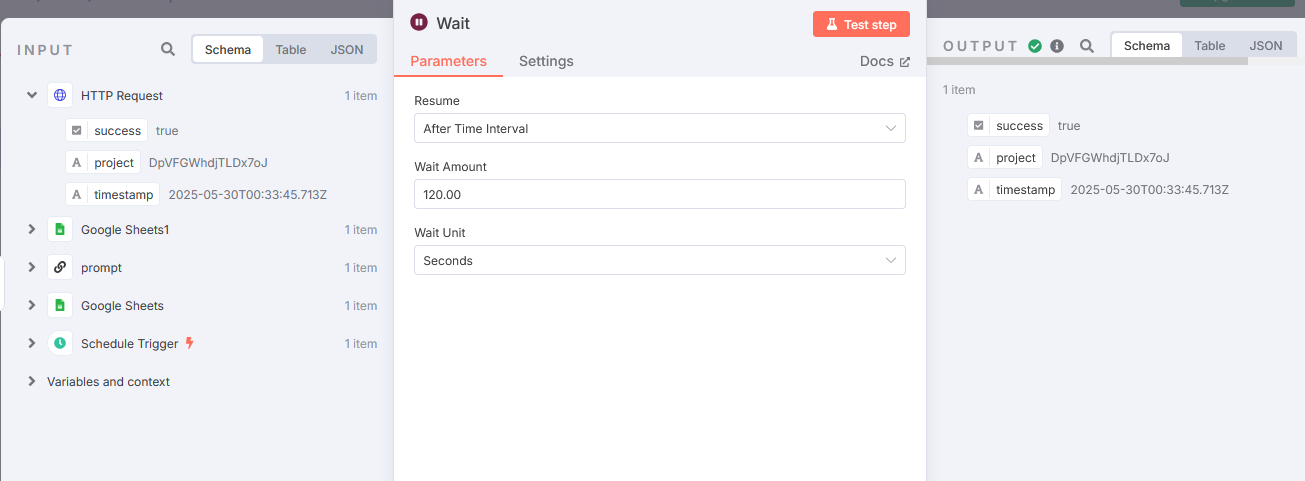 Wait
Test step
INPUT
Schema
Table
JSON
Parameters
Settings
Docs
HTTP Request
1 item
success
true
project
DpVFGWhdjTLDx7oJ
timestamp
2025-05-30T00:33:45.713Z
Google Sheets1
1 item
prompt
1 item
Google Sheets
1 item
Schedule Trigger
1 item
Variables and context
Resume
After Time Interval
Wait Amount
120.00
Wait Unit
Seconds
OUTPUT
Schema
Table
JSON
1 item
A
success
true
A
project
DpVFGWhdjTLDx7oJ
A
timestamp
2025-05-30T00:33:45.713Z